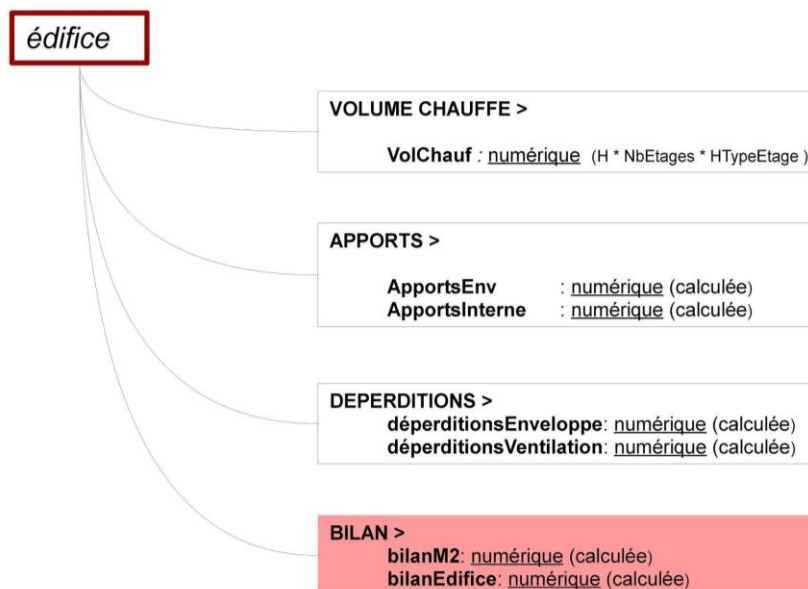 édifice
VOLUME CHAUFFE >
VolChauf : numérique (H * NbEtages * HTypeEtage )
APPORTS >
ApportsEnv : numérique (calculée)
ApportsInterne : numérique (calculée)
DEPERDITIONS >
déperditionsEnveloppe: numérique (calculée)
déperditionsVentilation: numérique (calculée)
BILAN >
bilanM2: numérique (calculée)
bilanEdifice: numérique (calculée)